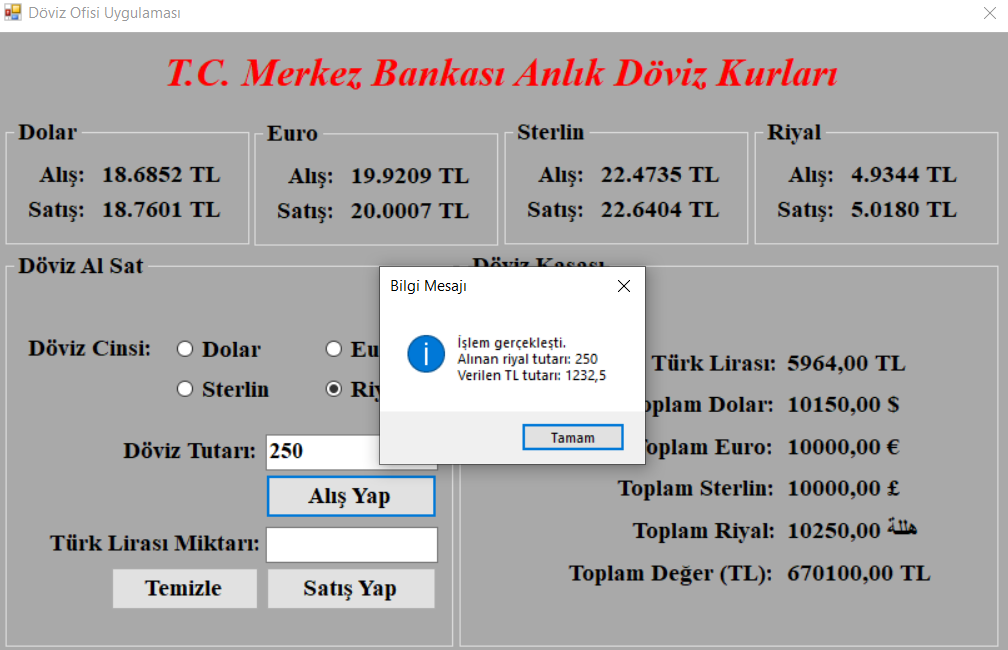 Döviz Ofisi Uygulaması
T.C. Merkez Bankası Anlık Döviz Kurları
Dolar
Alış: 18.6852 TL
Satış: 18.7601 TL
Euro
Alış: 19.9209 TL
Satış: 20.0007 TL
Sterlin
Alış: 22.4735 TL
Satış: 22.6404 TL
Riyal
Alış: 4.9344 TL
Satış: 5.0180 TL
Döviz Al Sat
Döviz Cinsi:
Dolar
Eu
Sterlin
Riy
Döviz Tutarı: 250
Alış Yap
Türk Lirası Miktarı:
Temizle
Satış Yap
Bilgi Mesajı
İşlem gerçekleşti.
Alınan riyal tutarı: 250
Verilen TL tutarı: 1232,5
Tamam
Döviz Kasası
Türk Lirası: 5964,00 TL
oplam Dolar: 10150,00 $
oplam Euro: 10000,00 €
Toplam Sterlin: 10000,00 £
Toplam Riyal: 10250,00 هللة
Toplam Değer (TL): 670100,00 TL